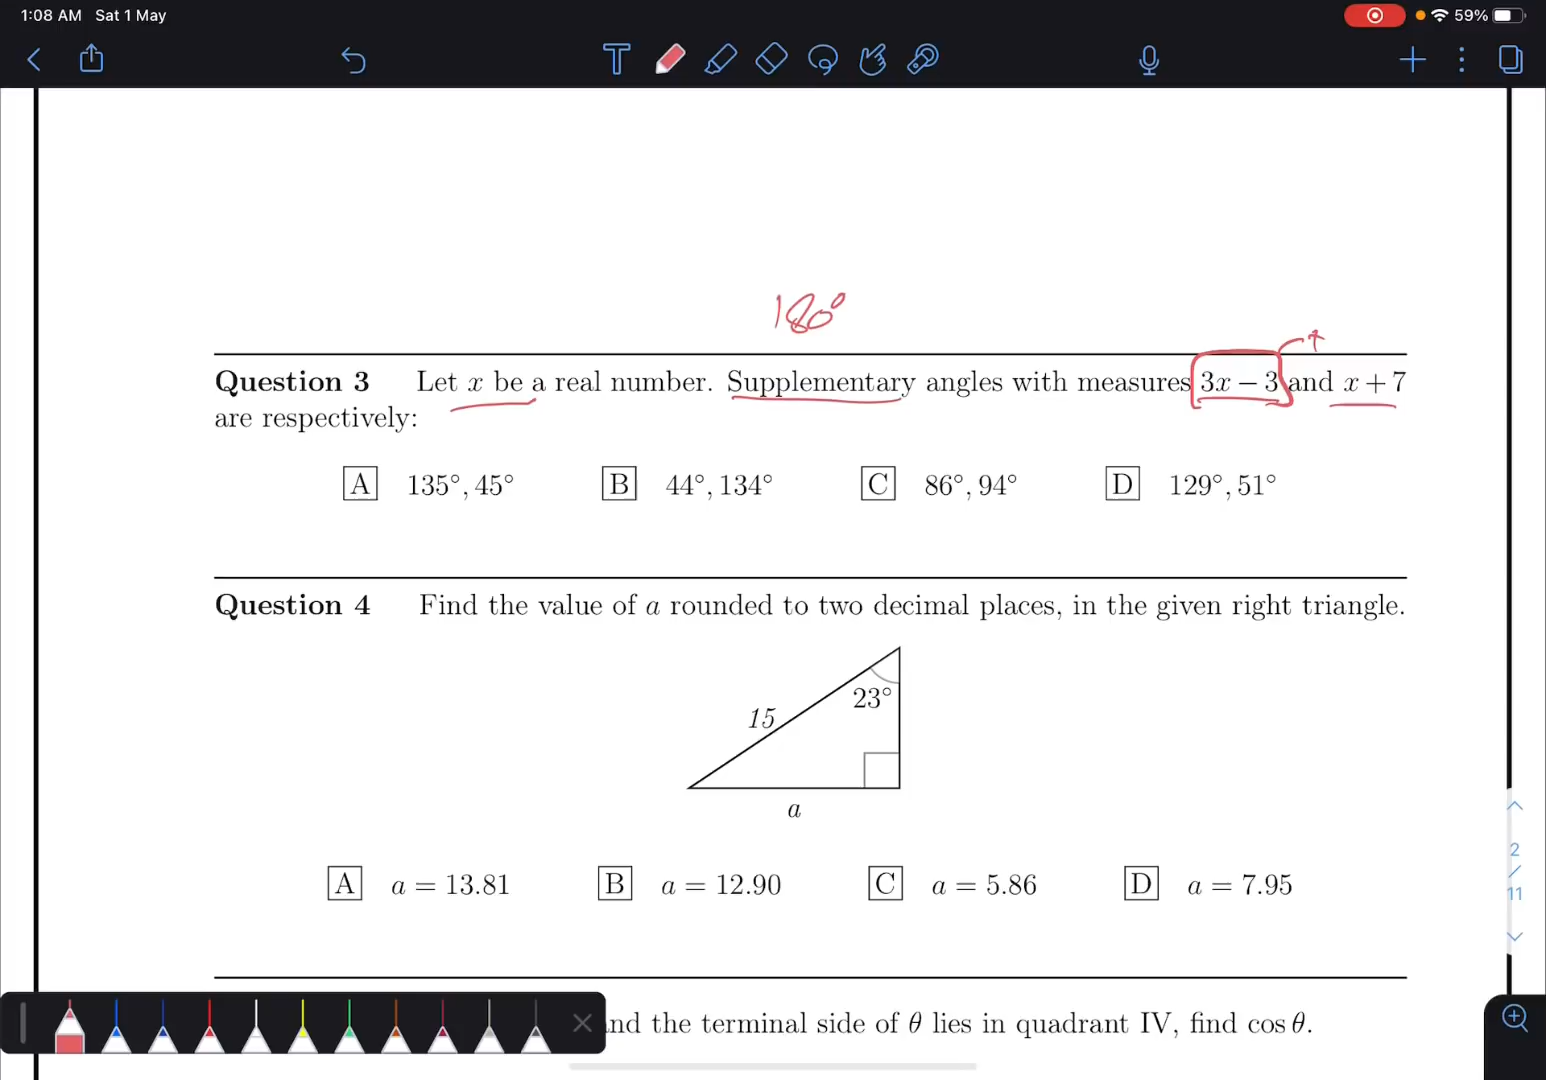 1:08 AM Sat 1 May
59%
180°
Question 3 Let x be a real number. Supplementary angles with measures 3x − 3 and x + 7
are respectively:
A 135°, 45° B 44°, 134° C 86°, 94° D 129°, 51°
Question 4 Find the value of a rounded to two decimal places, in the given right triangle.
23°
15
a
A a = 13.81 B a = 12.90 C a = 5.86 D a = 7.95
2
/
11
and the terminal side of θ lies in quadrant IV, find cos θ.